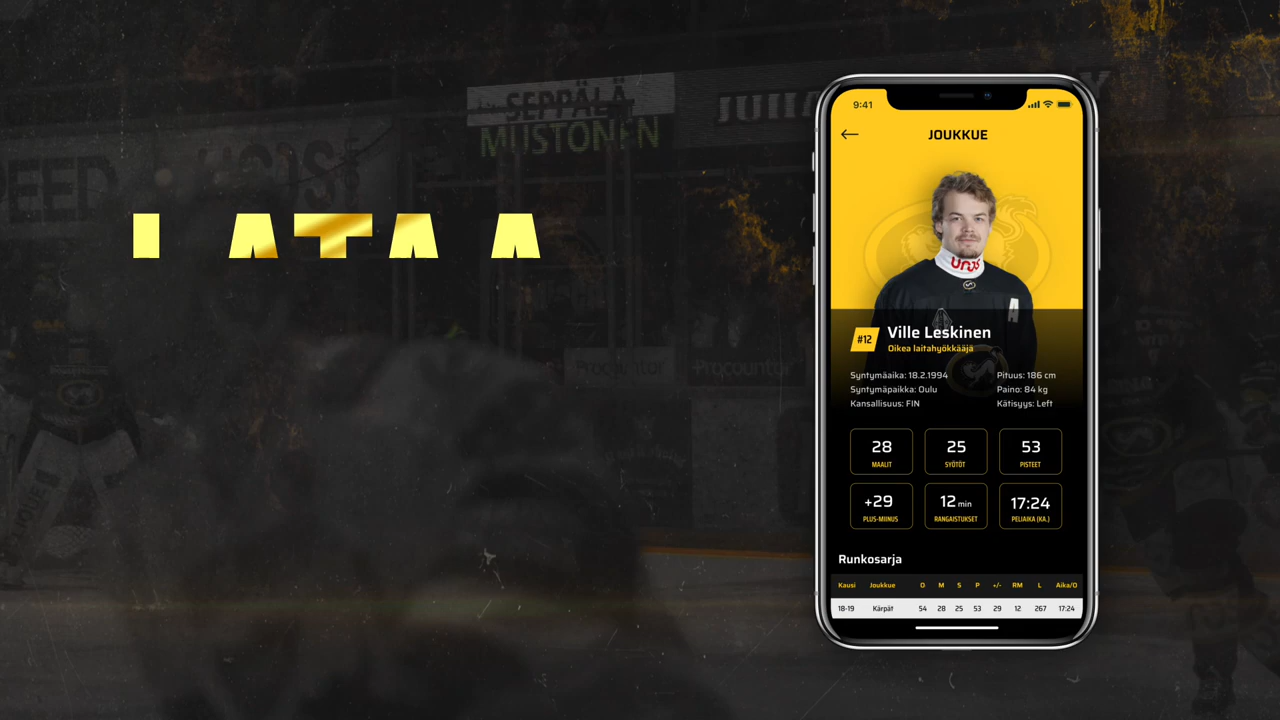 LATAA
SEPPÄLÄ
MUSTONEN
9:41
JOUKKUE
#12
Ville Leskinen
Oikea laitahyökkääjä
Syntymäaika: 18.2.1994
Pituus: 186 cm
Syntymäpaikka: Oulu
Paino: 84 kg
Kansallisuus: FIN
Kätisyys: Left
28
25
53
MAALIT
SYÖTÖT
PISTEET
+29
12 min
17:24
PLUS-MIINUS
RANGAISTUKSET
PELIAIKA (KA.)
Runkosarja
Kausi Joukkue O M S P +/- RM L Aika/O
18-19 Kärpät 54 28 25 53 29 12 267 17:24
Procountor
Procountor